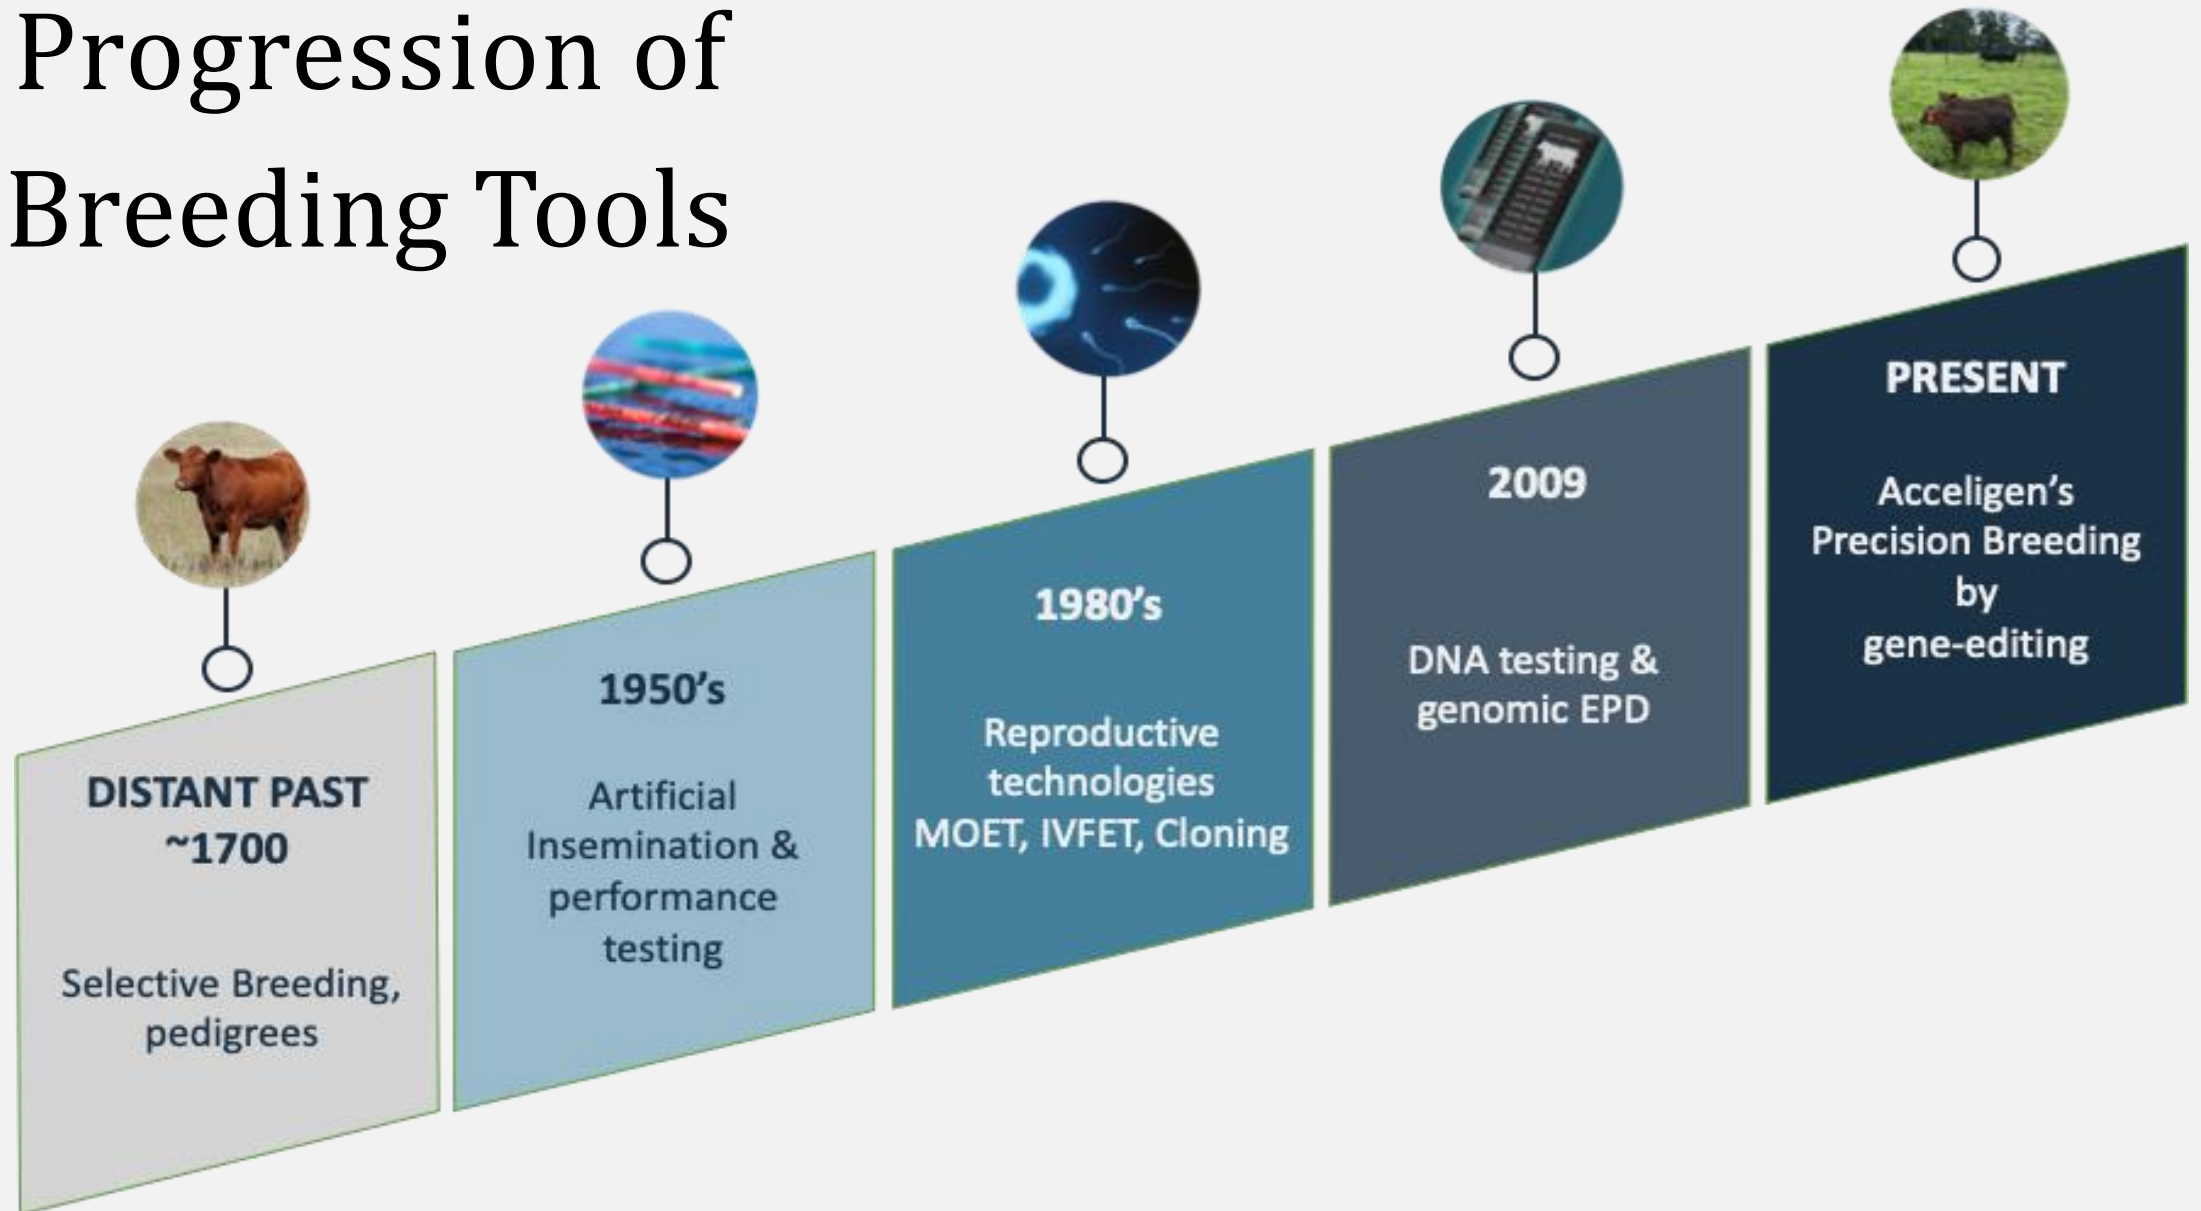 Progression of
Breeding Tools
DISTANT PAST
~1700
Selective Breeding,
pedigrees
1950’s
Artificial
Insemination &
performance
testing
1980’s
Reproductive
technologies
MOET, IVFET, Cloning
2009
DNA testing &
genomic EPD
PRESENT
Acceligen’s
Precision Breeding
by
gene-editing